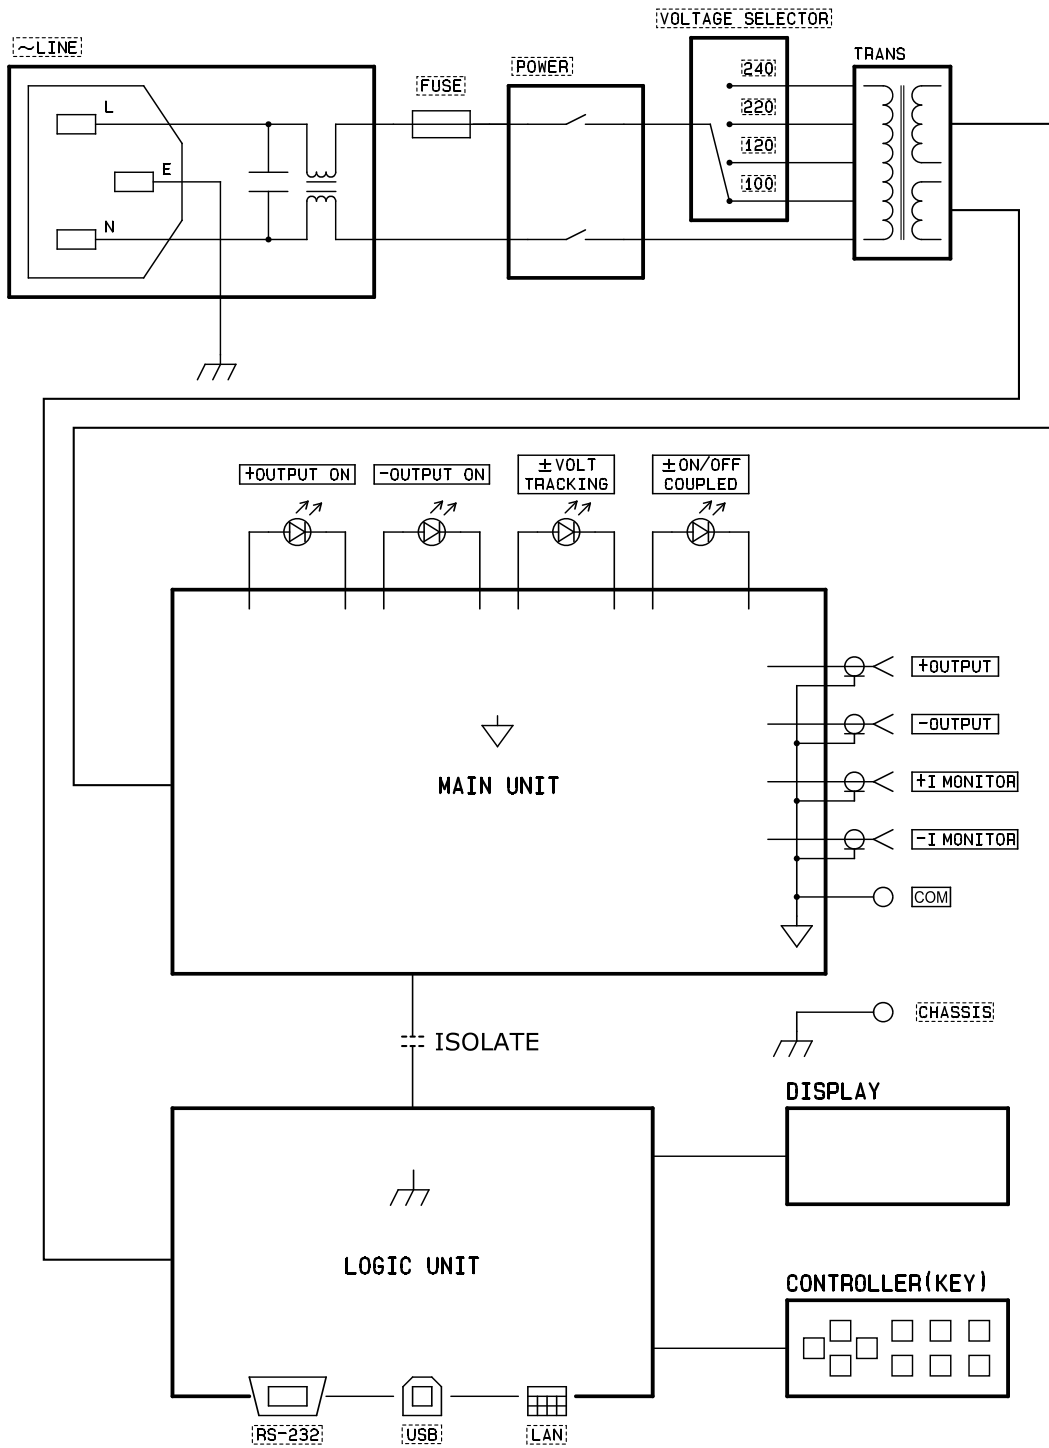 VOLTAGE SELECTOR
~LINE
POWER
TRANS
FUSE
240
220
120
100
L
E
N
+OUTPUT ON
-OUTPUT ON
±VOLT
TRACKING
±ON/OFF
COUPLED
+OUTPUT
-OUTPUT
+I MONITOR
-I MONITOR
COM
MAIN UNIT
CHASSIS
ISOLATE
DISPLAY
LOGIC UNIT
CONTROLLER(KEY)
RS-232
USB
LAN